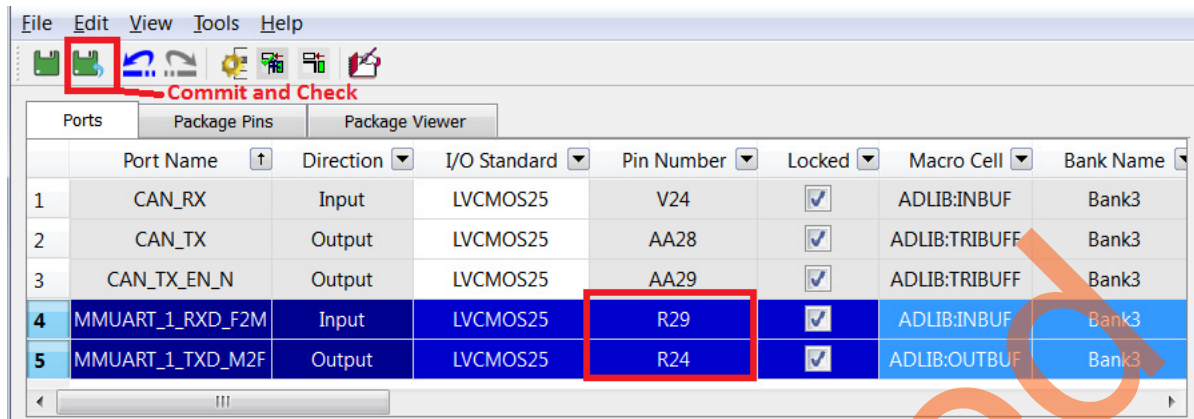 File Edit View Tools Help
Commit and Check
Ports Package Pins Package Viewer
Port Name Direction I/O Standard Pin Number Locked Macro Cell Bank Name
1 CAN_RX Input LVCMOS25 V24 ADLIB:INBUF Bank3
2 CAN_TX Output LVCMOS25 AA28 ADLIB:TRIBUFF Bank3
3 CAN_TX_EN_N Output LVCMOS25 AA29 ADLIB:TRIBUFF Bank3
4 MMUART_1_RXD_F2M Input LVCMOS25 R29 ADLIB:INBUF Bank3
5 MMUART_1_TXD_M2F Output LVCMOS25 R24 ADLIB:OUTBUF Bank3